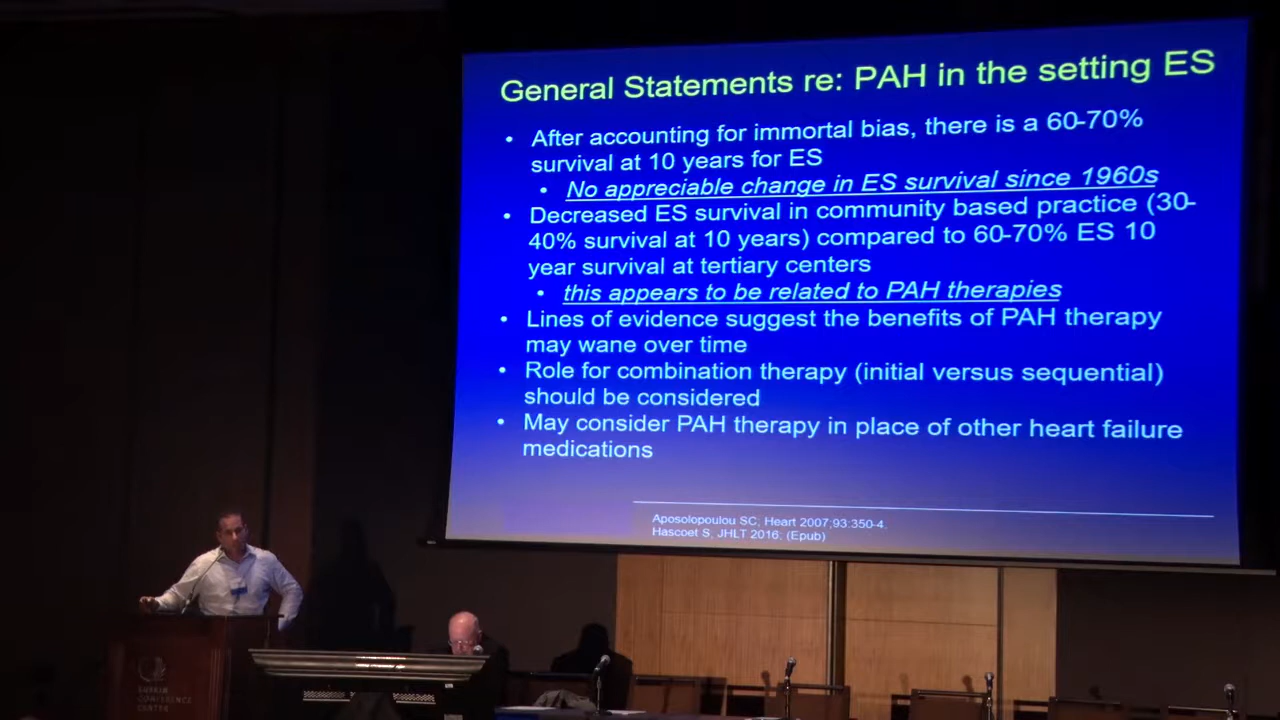 General Statements re: PAH in the setting ES
• After accounting for immortal bias, there is a 60-70%
survival at 10 years for ES
• No appreciable change in ES survival since 1960s
• Decreased ES survival in community based practice (30-
40% survival at 10 years) compared to 60-70% ES 10
year survival at tertiary centers
• this appears to be related to PAH therapies
• Lines of evidence suggest the benefits of PAH therapy
may wane over time
• Role for combination therapy (initial versus sequential)
should be considered
• May consider PAH therapy in place of other heart failure
medications
Aposolopoulou SC, Heart 2007;93:350-4.
Hascoet S, JHLT 2016; (Epub)
CONFERENCE
CENTER